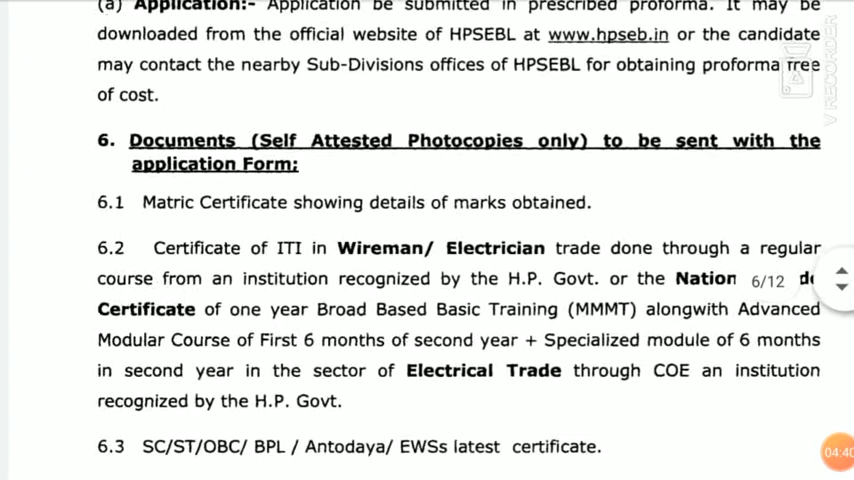 (a) Application:- Application be submitted in prescribed proforma. It may be
downloaded from the official website of HPSEBL at www.hpseb.in or the candidate
may contact the nearby Sub-Divisions offices of HPSEBL for obtaining proforma free
of cost.
6. Documents (Self Attested Photocopies only) to be sent with the
application Form:
6.1 Matric Certificate showing details of marks obtained.
6.2 Certificate of ITI in Wireman/ Electrician trade done through a regular
course from an institution recognized by the H.P. Govt. or the Nation
6/12
Certificate of one year Broad Based Basic Training (MMMT) alongwith Advanced
Modular Course of First 6 months of second year + Specialized module of 6 months
in second year in the sector of Electrical Trade through COE an institution
recognized by the H.P. Govt.
6.3 SC/ST/OBC/ BPL / Antodaya/ EWSs latest certificate.
V RECORDER
04:40